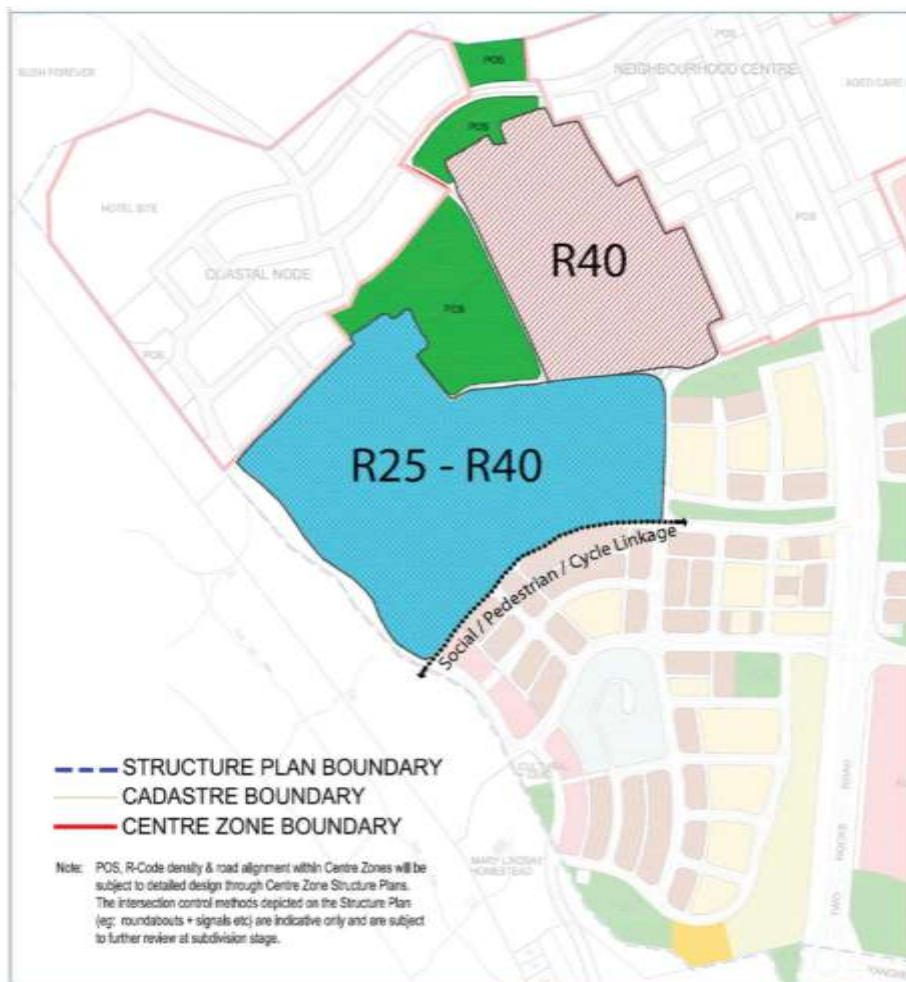 POS
BUSH FOREVER
POS
NEIGHBOURHOOD CENTRE
AGED CARE
POS
HOTEL SITE
R40
POS
COASTAL NODE
POS
POS
R25 - R40
Social / Pedestrian / Cycle Linkage
STRUCTURE PLAN BOUNDARY
CADASTRE BOUNDARY
CENTRE ZONE BOUNDARY
MARY LINDSAY
HOMESTEAD
TWO ROCKS ROAD
Note: POS, R-Code density & road alignment within Centre Zones will be
subject to detailed design through Centre Zone Structure Plans.
The intersection control methods depicted on the Structure Plan
(eg: roundabouts + signals etc) are indicative only and are subject
to further review at subdivision stage.